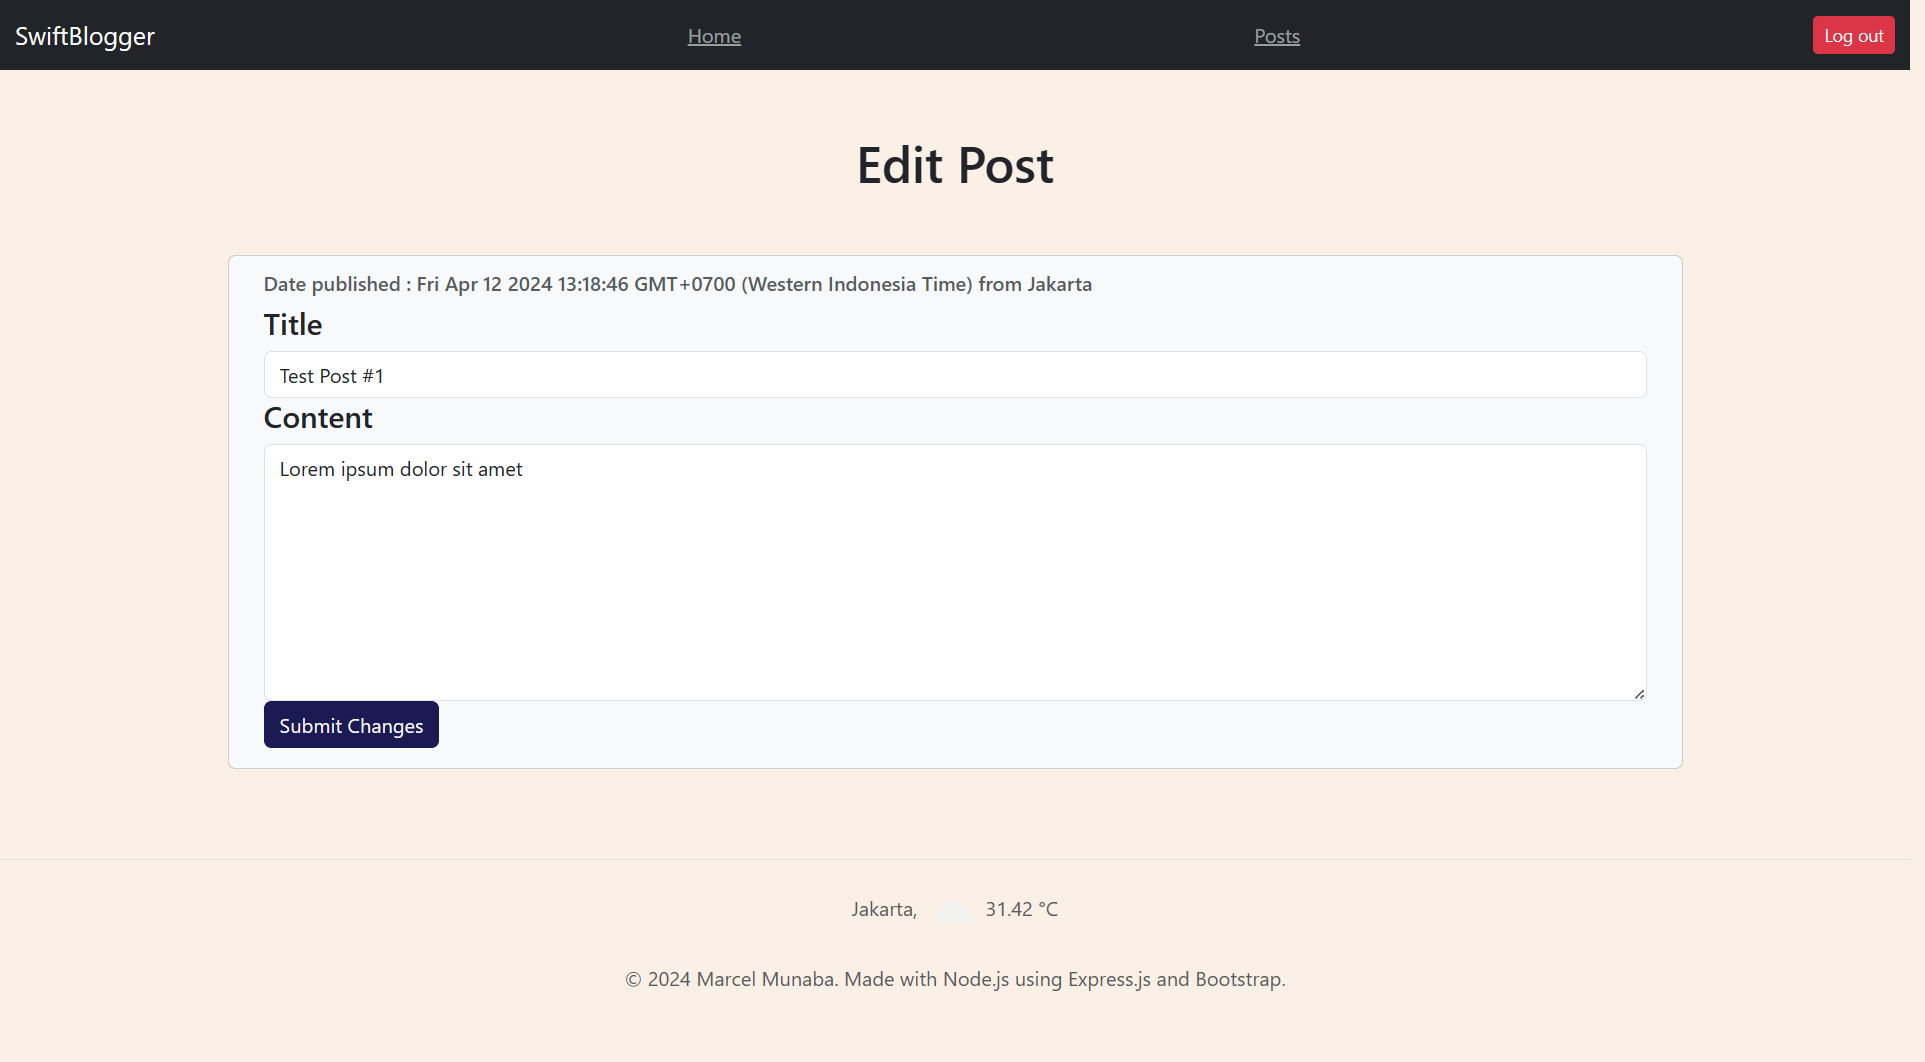 SwiftBlogger Home Posts Log out
Edit Post
Date published : Fri Apr 12 2024 13:18:46 GMT+0700 (Western Indonesia Time) from Jakarta
Title
Test Post #1
Content
Lorem ipsum dolor sit amet
Submit Changes
Jakarta, 31.42 °C
© 2024 Marcel Munaba. Made with Node.js using Express.js and Bootstrap.